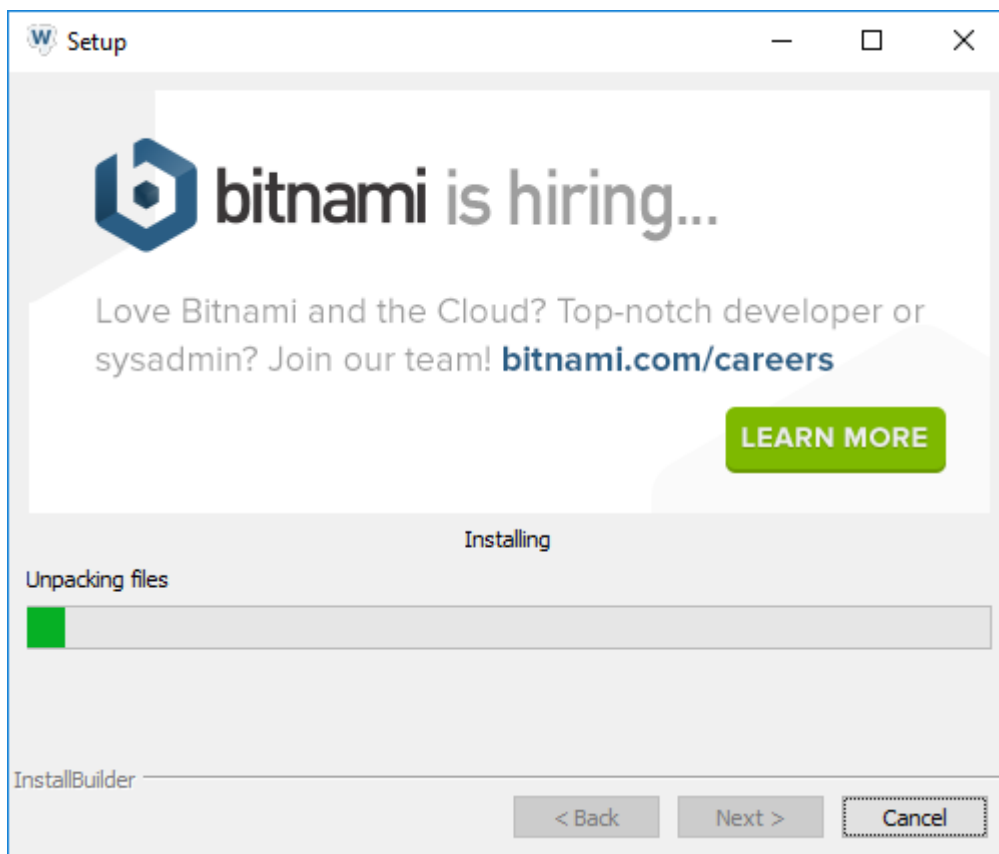 Setup
bitnami is hiring...
Love Bitnami and the Cloud? Top-notch developer or
sysadmin? Join our team! bitnami.com/careers
LEARN MORE
Installing
Unpacking files
InstallBuilder
< Back Next > Cancel